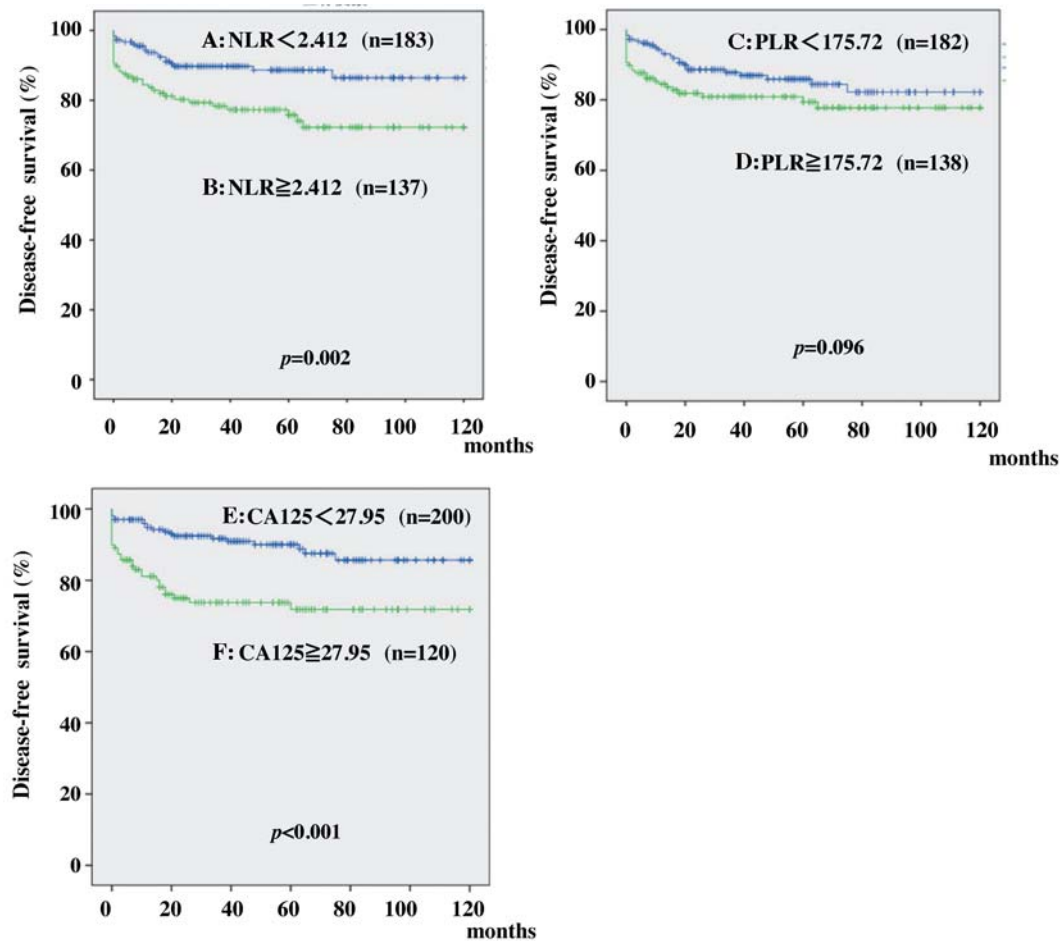 100
80
60
40
20
0
Disease-free survival (%)
A:NLR<2.412 (n=183)
B:NLR≧2.412 (n=137)
p=0.002
0 20 40 60 80 100 120
months
100
80
60
40
20
0
Disease-free survival (%)
C:PLR<175.72 (n=182)
D:PLR≧175.72 (n=138)
p=0.096
0 20 40 60 80 100 120
months
100
80
60
40
20
0
Disease-free survival (%)
E:CA125<27.95 (n=200)
F:CA125≧27.95 (n=120)
p<0.001
0 20 40 60 80 100 120
months